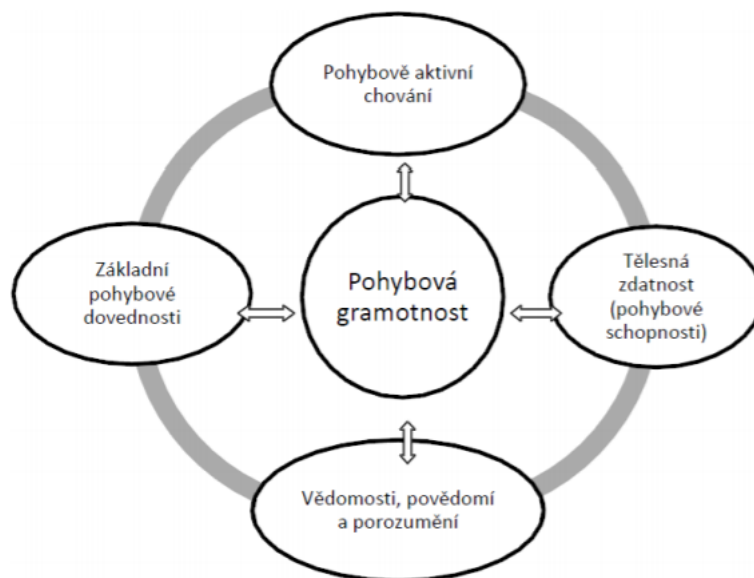 Pohybově aktivní
chování
Základní
pohybové
dovednosti
Pohybová
gramotnost
Tělesná
zdatnost
(pohybové
schopnosti)
Vědomosti, povědomí
a porozumění